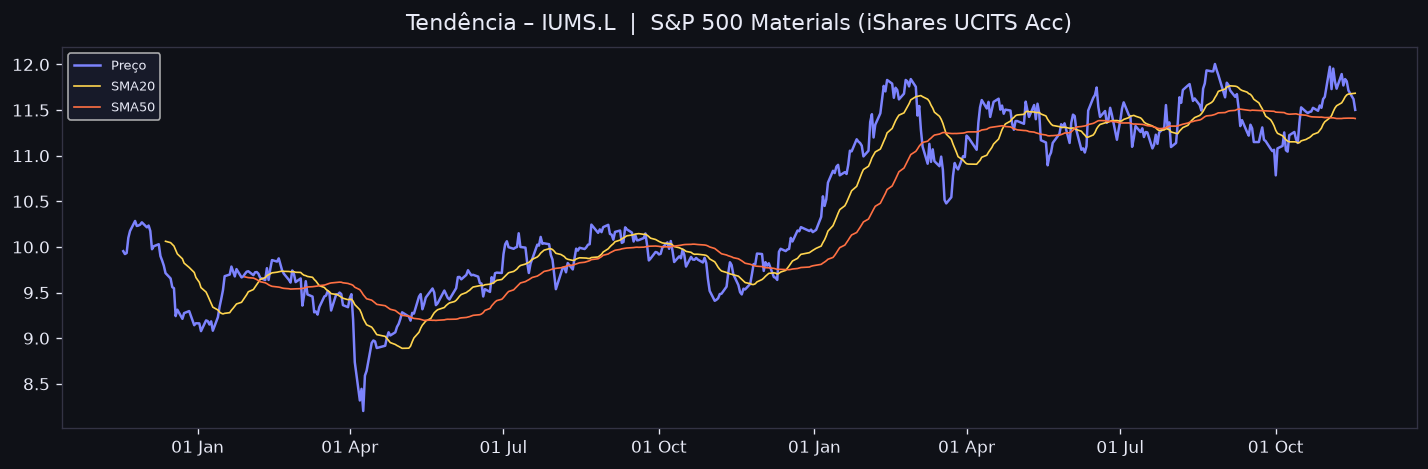 Tendência – IUMS.L | S&P 500 Materials (iShares UCITS Acc)
12.0
11.5
11.0
10.5
10.0
9.5
9.0
8.5
Preço
SMA20
SMA50
01 Jan
01 Apr
01 Jul
01 Oct
01 Jan
01 Apr
01 Jul
01 Oct